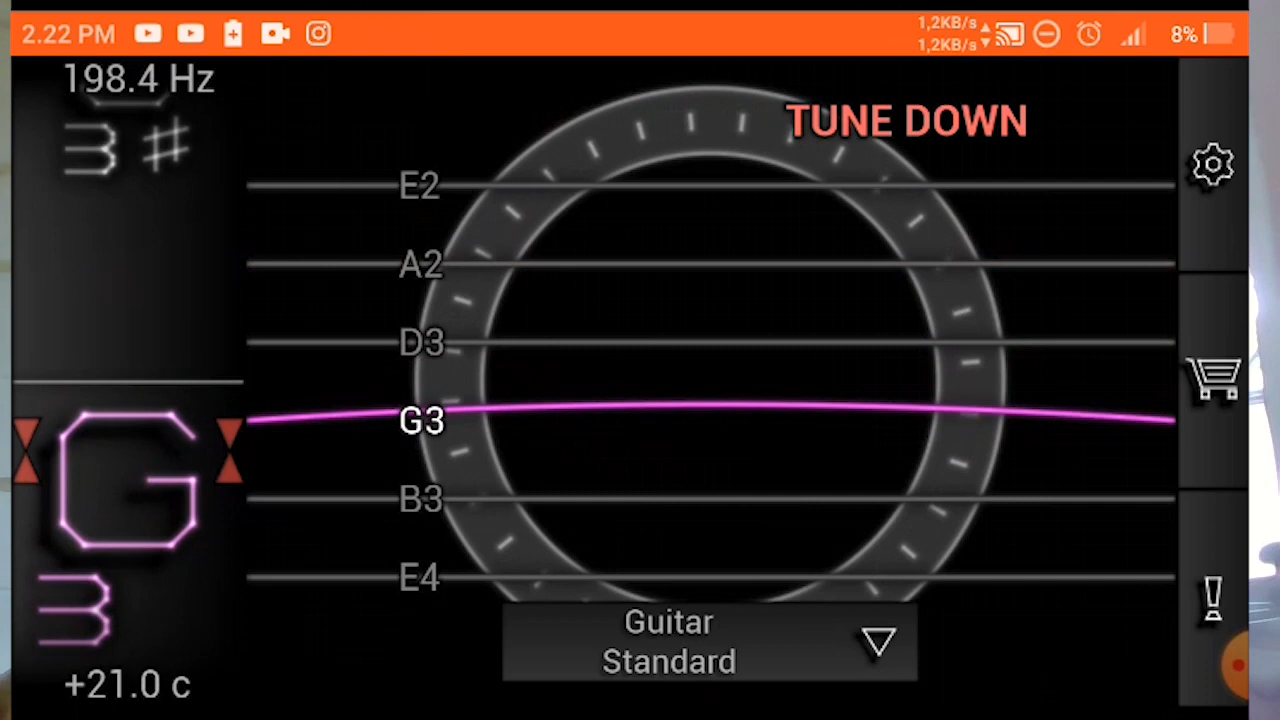 2.22 PM
1,2KB/s
1,2KB/s
8%
198.4 Hz
3 #
TUNE DOWN
E2
A2
D3
G3
B3
E4
G
3
+21.0 c
Guitar
Standard